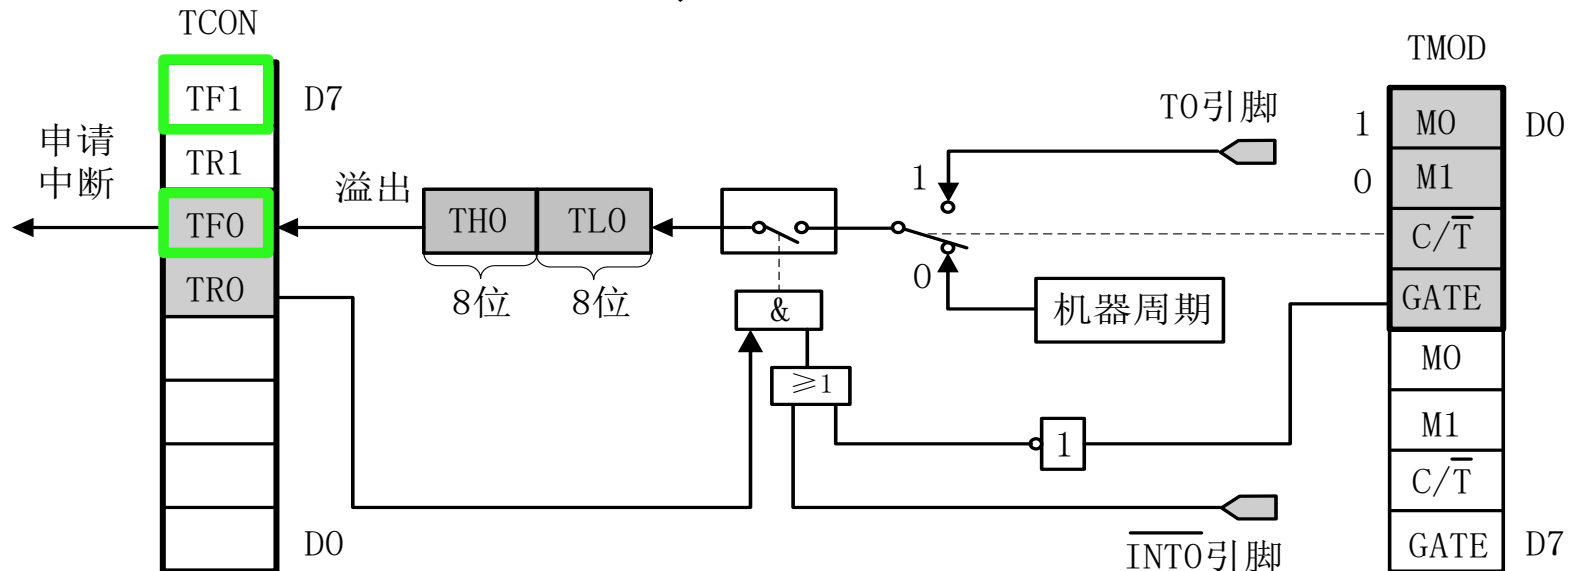 TCON
TF1 D7
TR1
TF0
TR0
D0
申请
中断
溢出
TH0 TL0
8位 8位
&
≥1
1
0
T0引脚
机器周期
1
INT0引脚
TMOD
1 M0 D0
0 M1
C/T̅
GATE
M0
M1
C/T̅
GATE D7